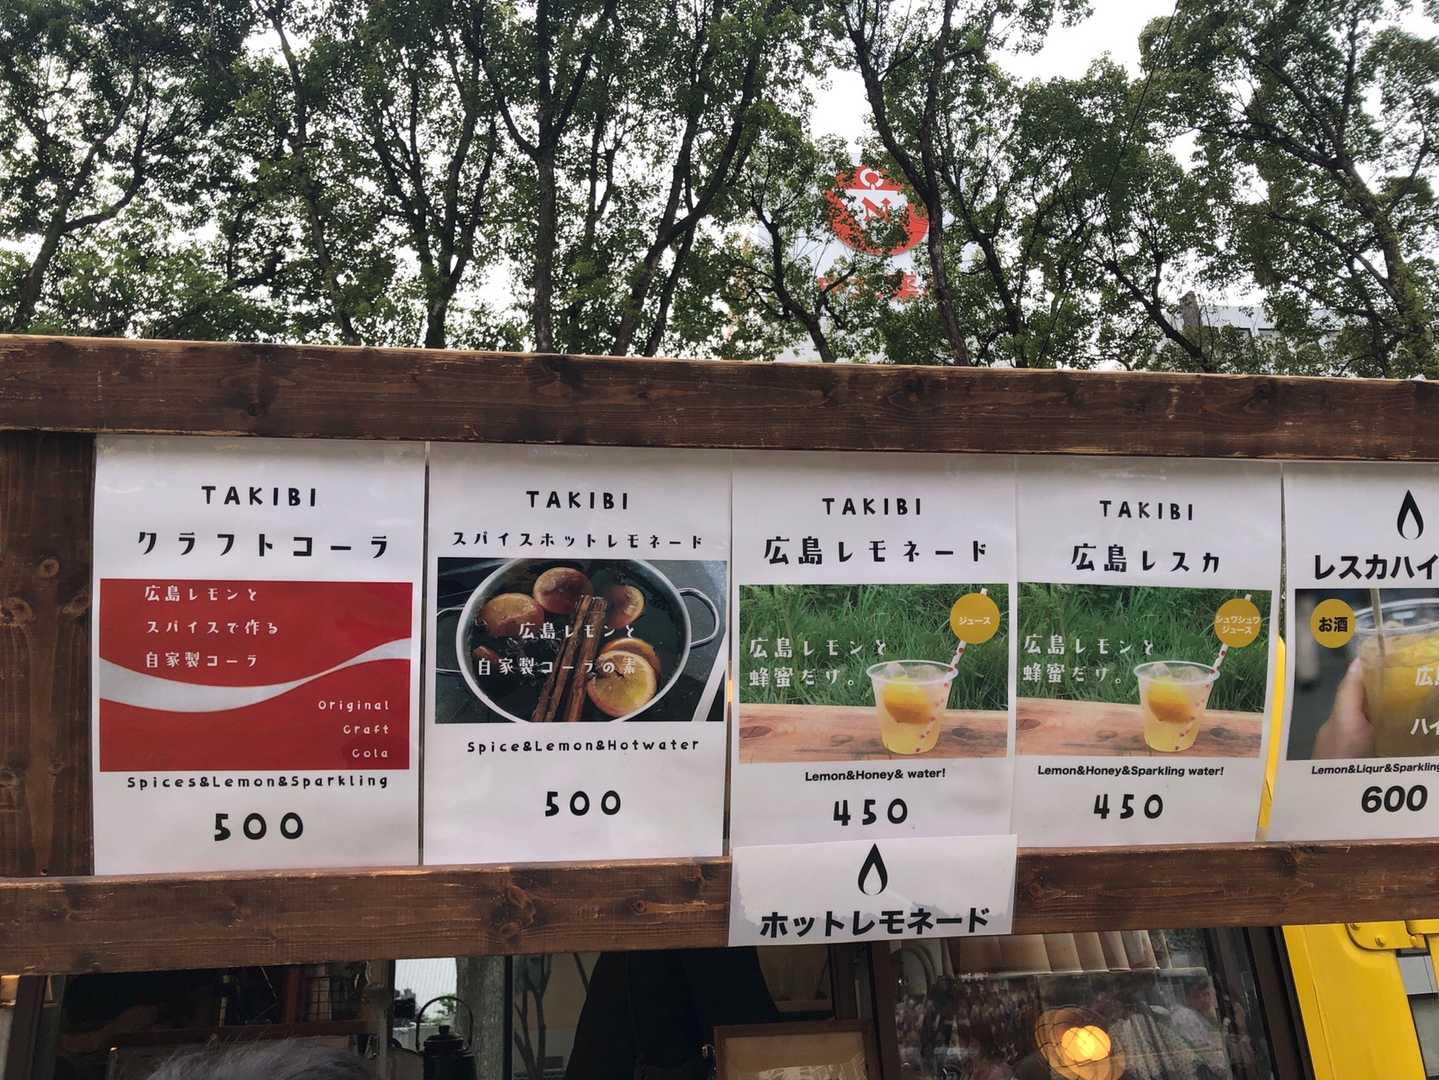 TAKIBI
クラフトコーラ
広島レモンと
スパイスで作る
自家製コーラ
Original
Craft
Cola
Spices&Lemon&Sparkling
500
TAKIBI
スパイスホットレモネード
広島レモンと
自家製コーラの素
Spice&Lemon&Hotwater
500
TAKIBI
広島レモネード
ジュース
広島レモンと
蜂蜜だけ。
Lemon&Honey& water!
450
ホットレモネード
TAKIBI
広島レスカ
シュワシュワ
ジュース
広島レモンと
蜂蜜だけ。
Lemon&Honey&Sparkling water!
450
レスカハイ
お酒
広
ハイ
Lemon&Liqur&Sparkling
600